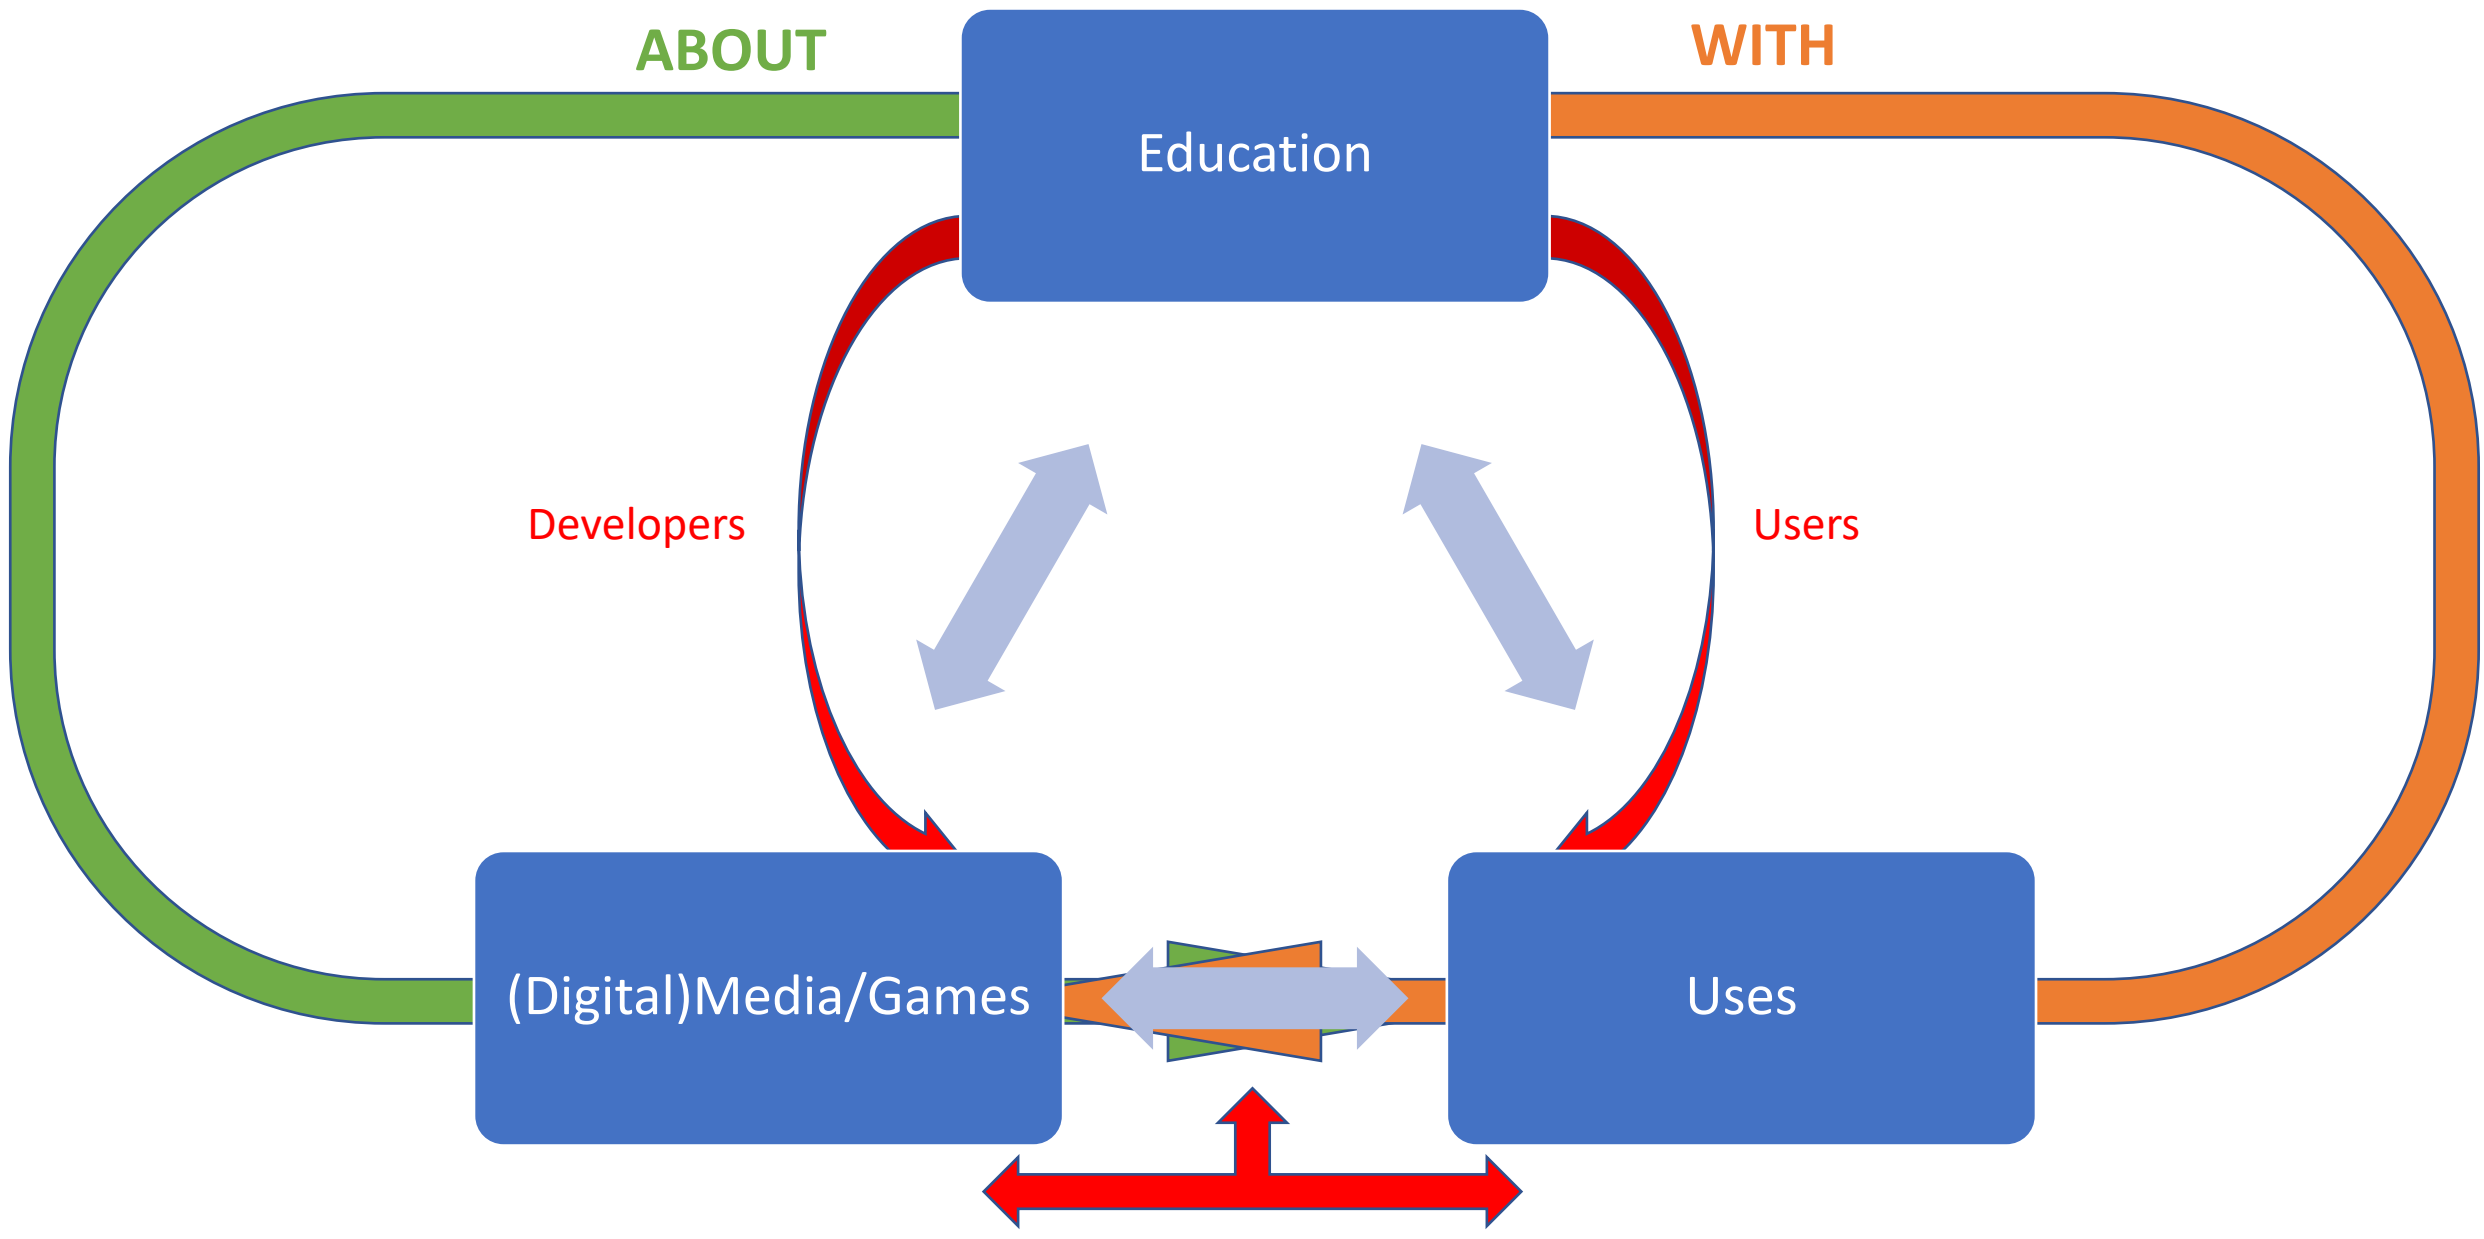 ABOUT
WITH
Education
Developers
Users
(Digital)Media/Games
Uses